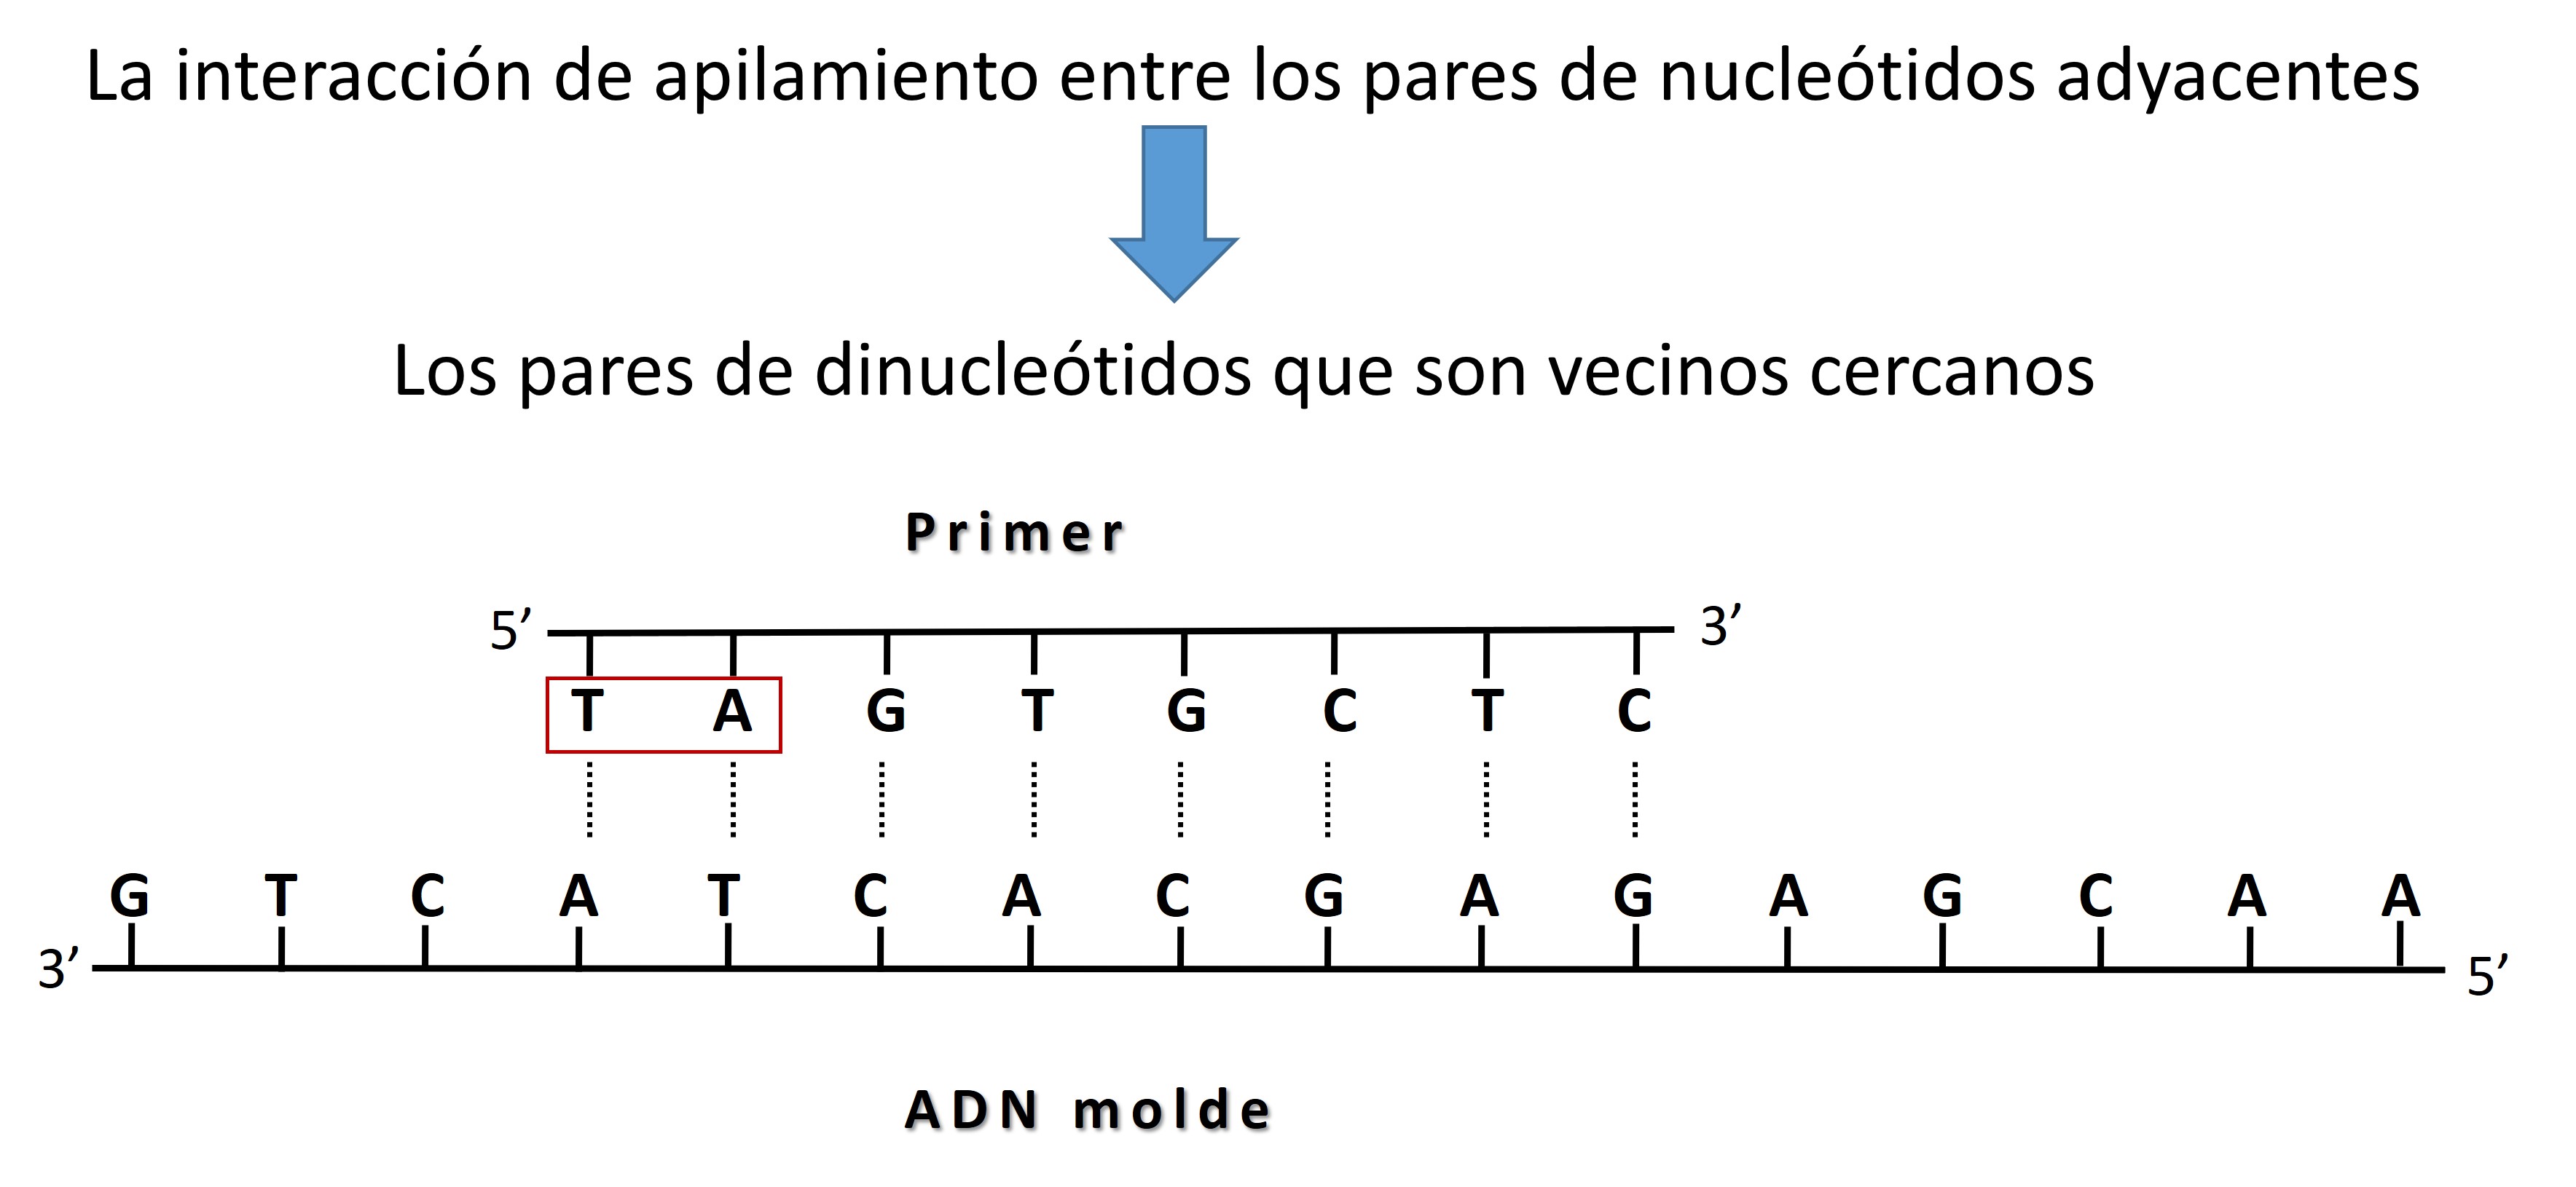 La interacción de apilamiento entre los pares de nucleótidos adyacentes
Los pares de dinucleótidos que son vecinos cercanos
Primer
5’ 3’
T A G T G C T C
G T C A T C A C G A G A G C A A
3’ 5’
ADN molde